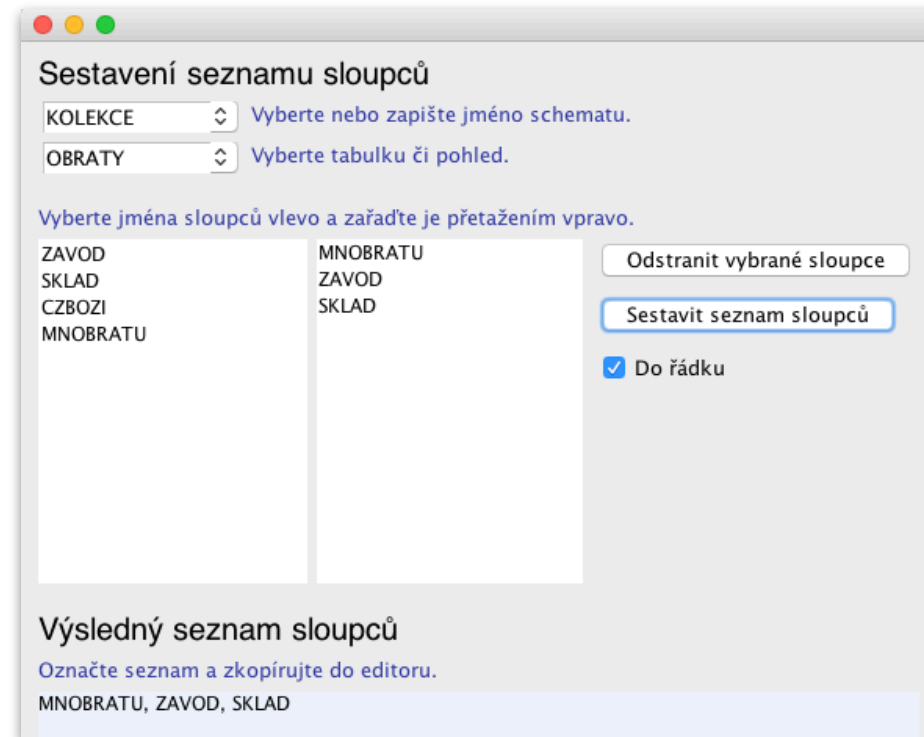 Sestavení seznamu sloupců
KOLEKCE Vyberte nebo zapište jméno schematu.
OBRATY Vyberte tabulku či pohled.
Vyberte jména sloupců vlevo a zařaďte je přetažením vpravo.
ZAVOD
SKLAD
CZBOZI
MNOBRATU
MNOBRATU
ZAVOD
SKLAD
Odstranit vybrané sloupce
Sestavit seznam sloupců
Do řádku
Výsledný seznam sloupců
Označte seznam a zkopírujte do editoru.
MNOBRATU, ZAVOD, SKLAD